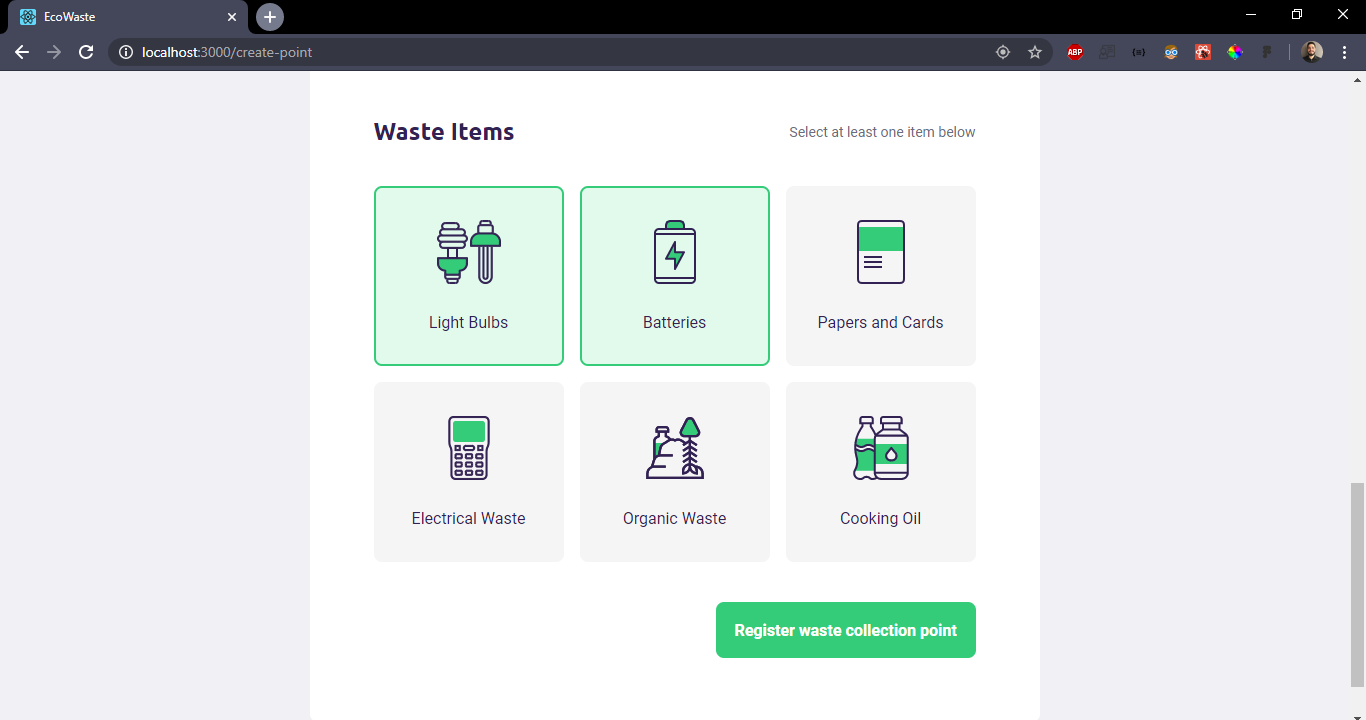 EcoWaste
localhost:3000/create-point
ABP
Waste Items
Select at least one item below
Light Bulbs
Batteries
Papers and Cards
Electrical Waste
Organic Waste
Cooking Oil
Register waste collection point